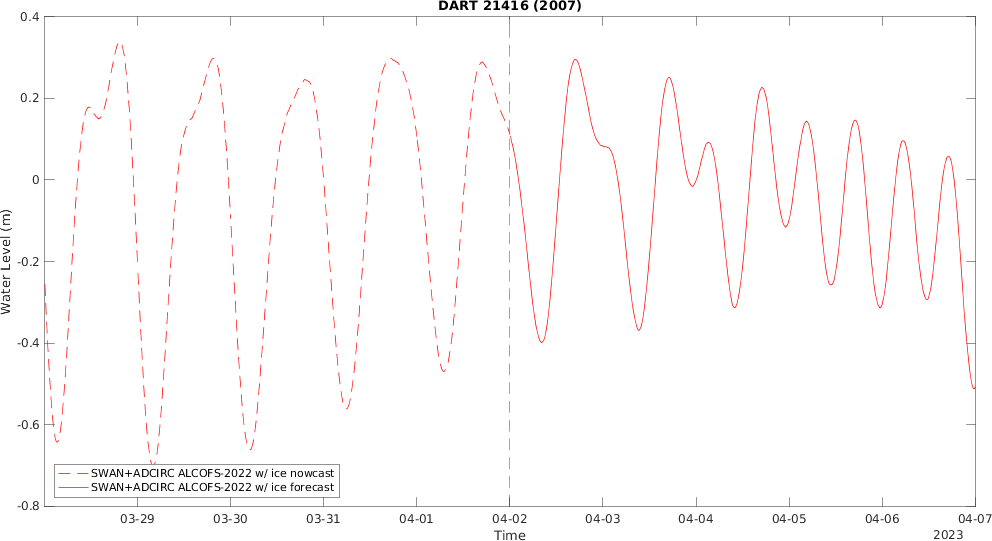 DART 21416 (2007)
0.4
0.2
0
-0.2
-0.4
-0.6
-0.8
Water Level (m)
SWAN+ADCIRC ALCOFS-2022 w/ ice nowcast
SWAN+ADCIRC ALCOFS-2022 w/ ice forecast
03-29 03-30 03-31 04-01 04-02 04-03 04-04 04-05 04-06 04-07
Time
2023